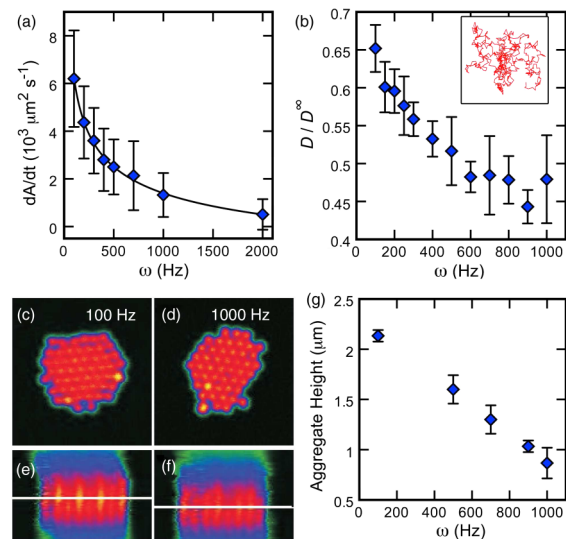 (a)
dA/dt (10³ μm² s⁻¹)
8
6
4
2
0
0 500 1000 1500 2000
ω (Hz)
(b)
D / D^∞
0.7
0.65
0.6
0.55
0.5
0.45
0.4
0 200 400 600 800 1000
ω (Hz)
(c) 100 Hz
(d) 1000 Hz
(e)
(f)
(g)
Aggregate Height (μm)
2.5
2
1.5
1
0.5
0 200 400 600 800 1000
ω (Hz)